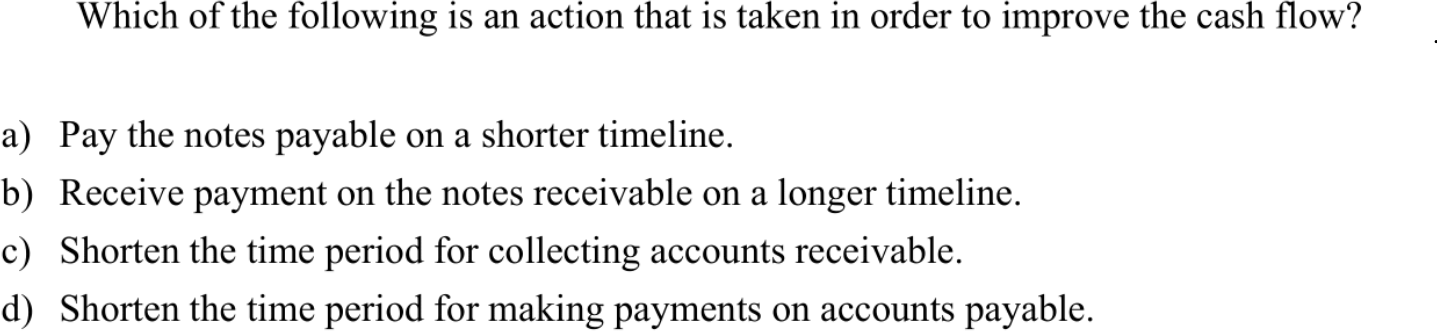 Which of the following is an action that is taken in order to improve the cash flow?
a) Pay the notes payable on a shorter timeline.
b) Receive payment on the notes receivable on a longer timeline.
c) Shorten the time period for collecting accounts receivable.
d) Shorten the time period for making payments on accounts payable.